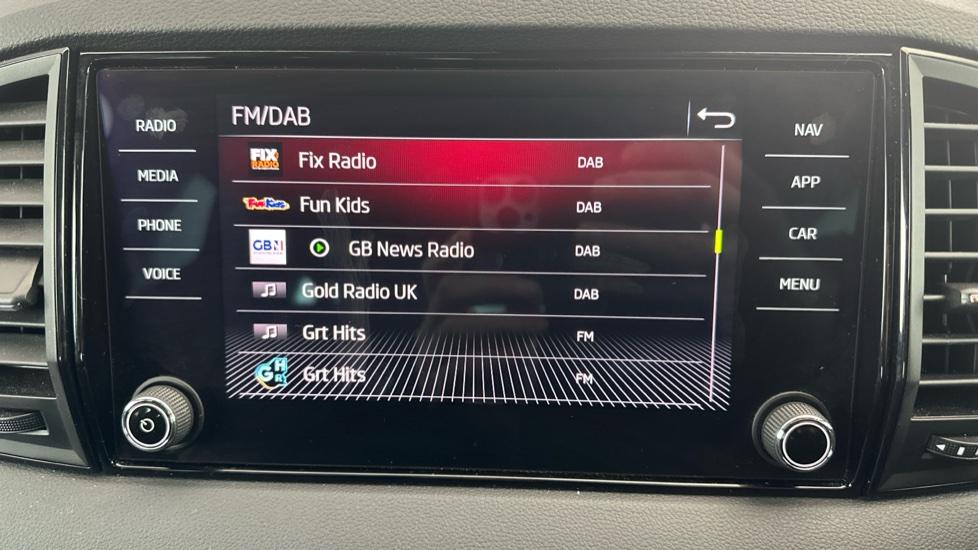 FM/DAB
RADIO
MEDIA
PHONE
VOICE
FIX RADIO Fix Radio DAB
Fun Kids Fun Kids DAB
GBN GB News Radio DAB
Gold Radio UK DAB
Grt Hits FM
GHR Grt Hits FM
NAV
APP
CAR
MENU